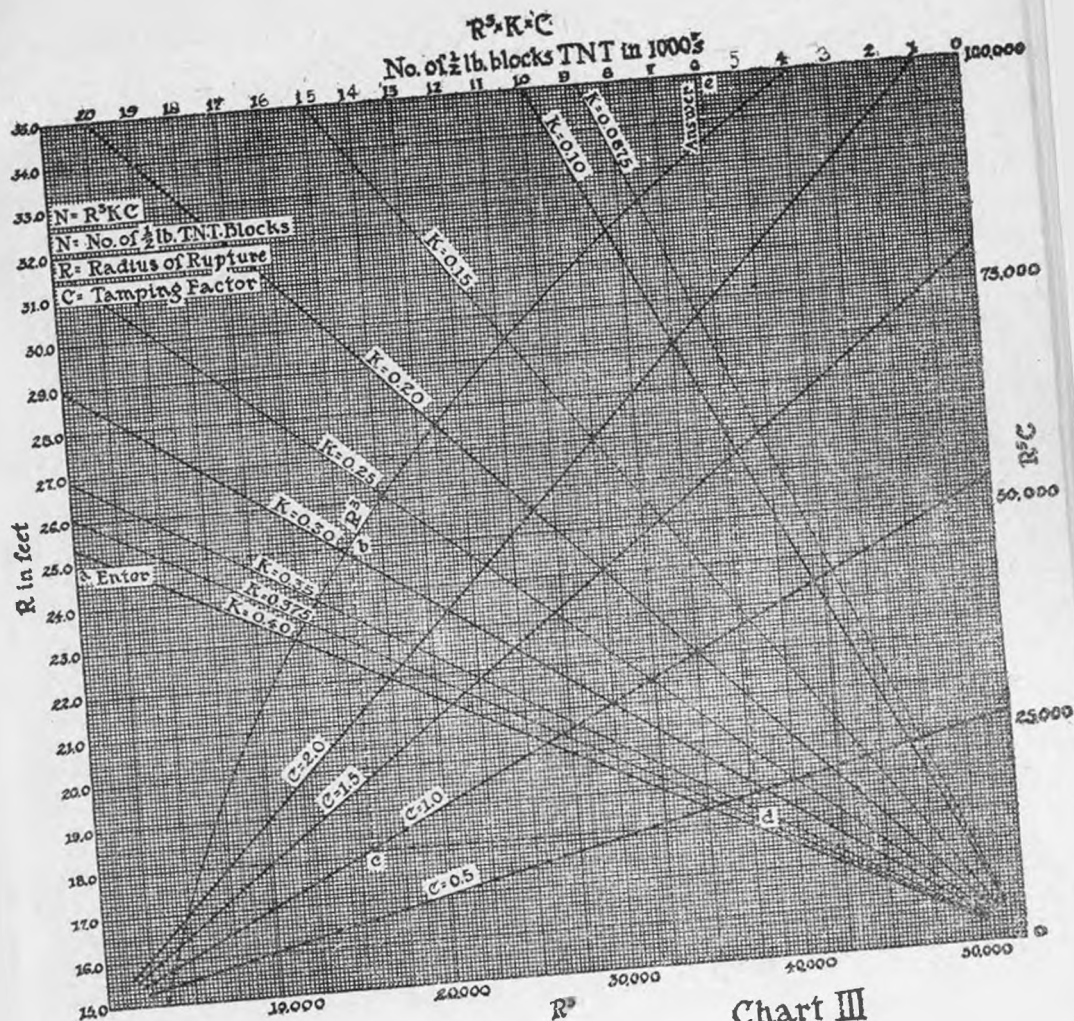 R³×K×C
No. of ½ lb. blocks TNT in 1000's
20 19 18 17 16 15 14 13 12 11 10 9 8 7 6 5 4 3 2 1 0
100,000
75,000
50,000
25,000
0
R³C
35.0
34.0
33.0
32.0
31.0
30.0
29.0
28.0
27.0
26.0
25.0
24.0
23.0
22.0
21.0
20.0
19.0
18.0
17.0
16.0
R in feet
N= R³KC
N= No. of ½ lb. TNT. Blocks
R= Radius of Rupture
C= Tamping Factor
Answer
e
K=0.0875
K=0.10
K=0.15
K=0.20
K=0.25
K=0.30
b
R³
K=0.35
K=0.375
K=0.40
a Enter
C=2.0
C=1.5
C=1.0
C=0.5
c
d
20,000
30,000
40,000
50,000
R³
Chart III